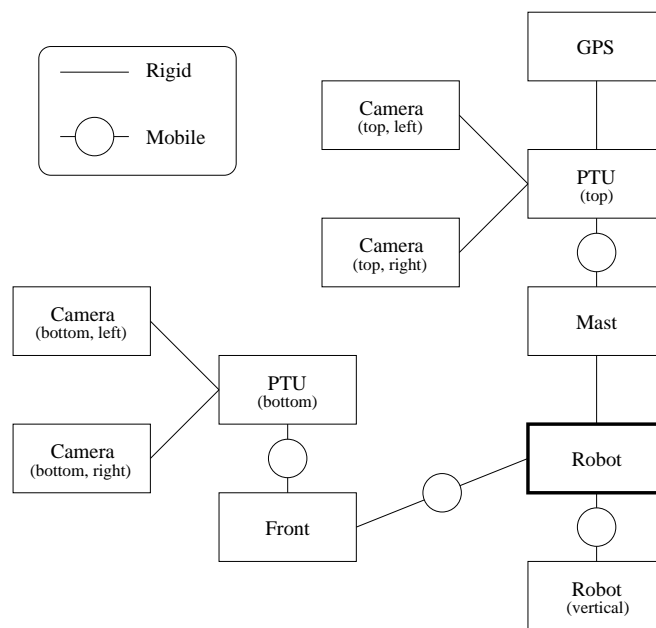 Rigid
Mobile
GPS
Camera
(top, left)
PTU
(top)
Camera
(top, right)
Mast
Camera
(bottom, left)
PTU
(bottom)
Camera
(bottom, right)
Robot
Front
Robot
(vertical)